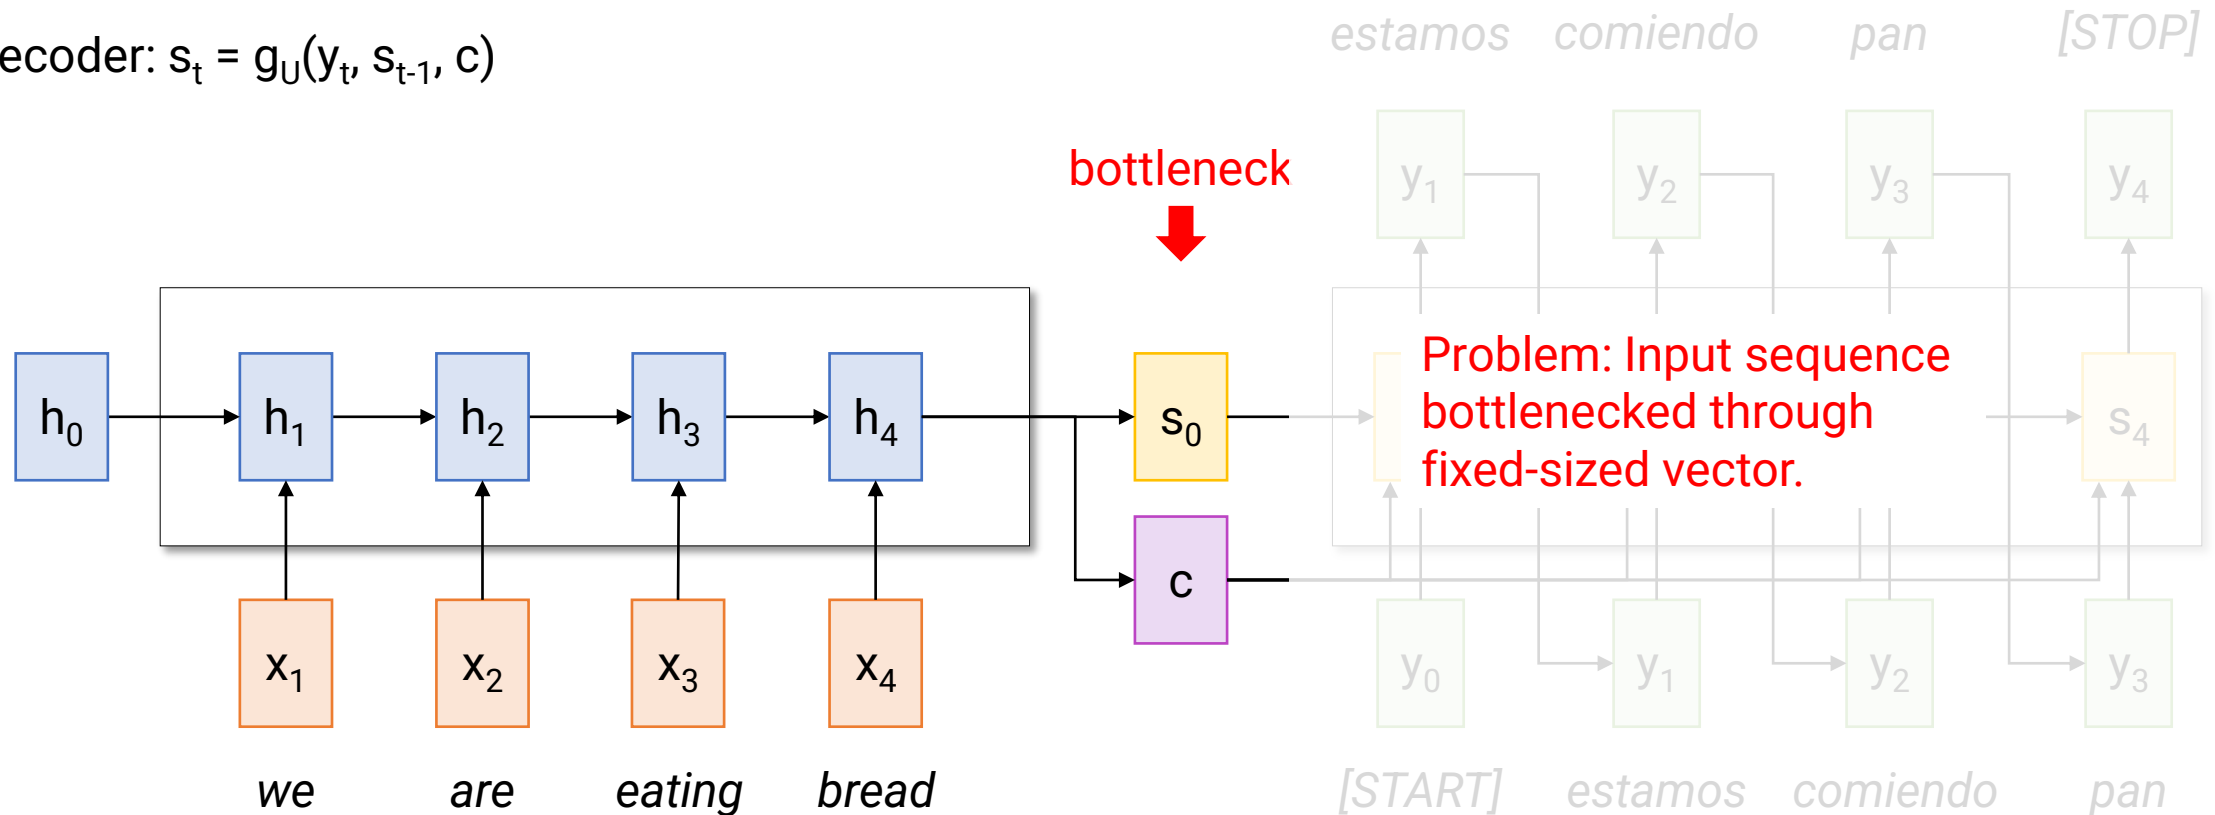 estamos comiendo pan [STOP]
ecoder: sₜ = g_U(yₜ, sₜ₋₁, c)
bottleneck
y₁ y₂ y₃ y₄
Problem: Input sequence
bottlenecked through
fixed-sized vector.
h₀ h₁ h₂ h₃ h₄ s₀ s₄
c
x₁ x₂ x₃ x₄ y₀ y₁ y₂ y₃
we are eating bread [START] estamos comiendo pan